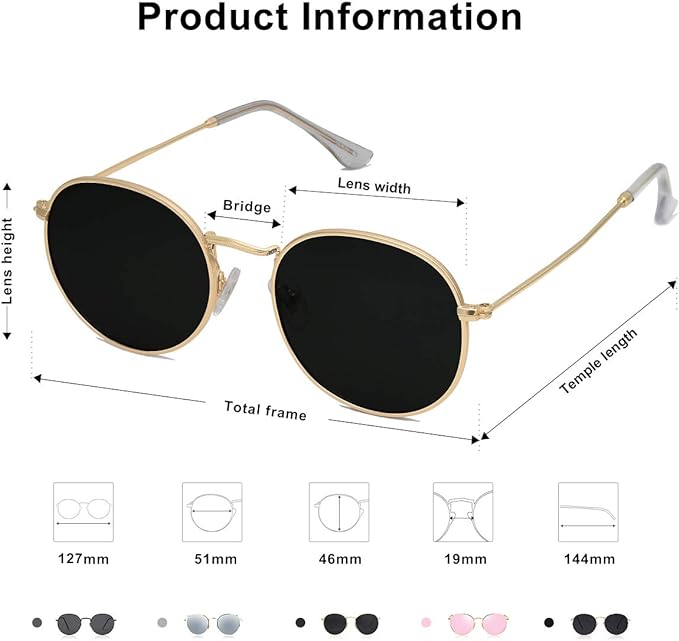 Product Information
Lens width
Bridge
Lens height
Temple length
Total frame
127mm
51mm
46mm
19mm
144mm